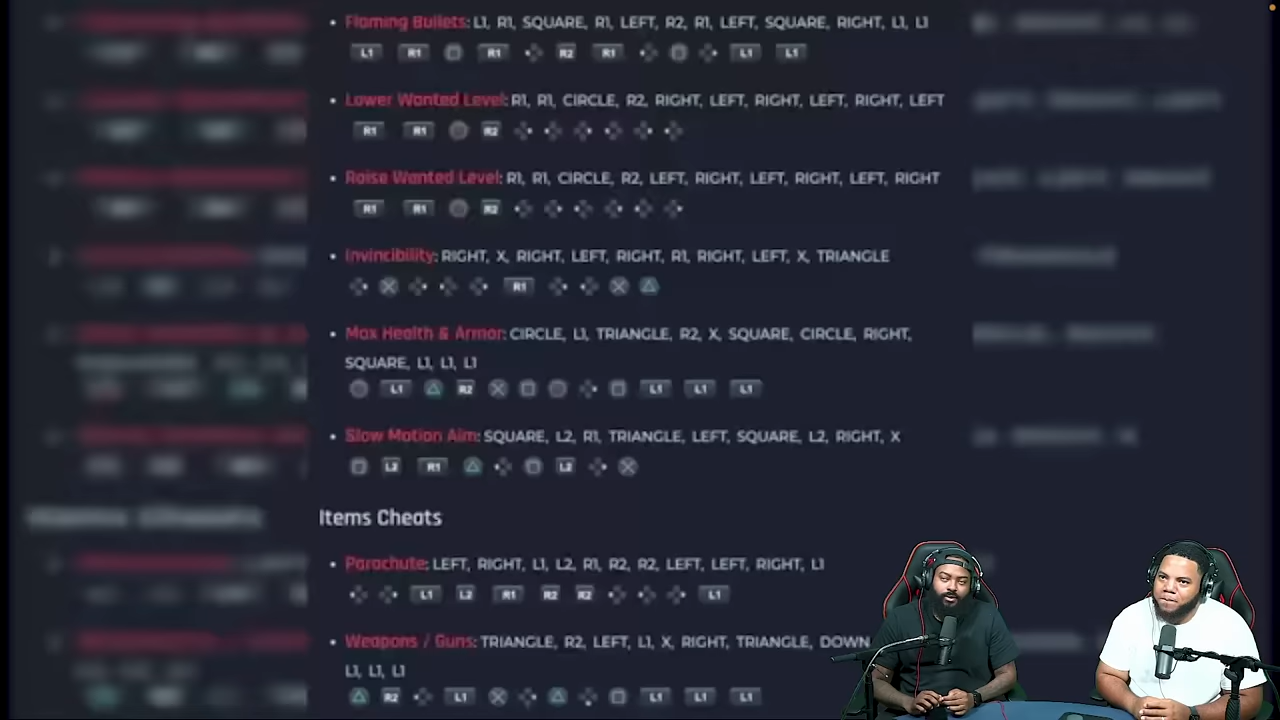 • Flaming Bullets: L1, R1, SQUARE, R1, LEFT, R2, R1, LEFT, SQUARE, RIGHT, L1, L1
L1 R1 R1 R2 R1 L1 L1
• Lower Wanted Level: R1, R1, CIRCLE, R2, RIGHT, LEFT, RIGHT, LEFT, RIGHT, LEFT
R1 R1 R2
• Raise Wanted Level: R1, R1, CIRCLE, R2, LEFT, RIGHT, LEFT, RIGHT, LEFT, RIGHT
R1 R1 R2
• Invincibility: RIGHT, X, RIGHT, LEFT, RIGHT, R1, RIGHT, LEFT, X, TRIANGLE
R1
• Max Health & Armor: CIRCLE, L1, TRIANGLE, R2, X, SQUARE, CIRCLE, RIGHT,
SQUARE, L1, L1, L1
L1 R2 L1 L1 L1
• Slow Motion Aim: SQUARE, L2, R1, TRIANGLE, LEFT, SQUARE, L2, RIGHT, X
L2 R1 L2
Items Cheats
• Parachute: LEFT, RIGHT, L1, L2, R1, R2, R2, LEFT, LEFT, RIGHT, L1
L1 L2 R1 R2 R2 L1
• Weapons / Guns: TRIANGLE, R2, LEFT, L1, X, RIGHT, TRIANGLE, DOWN
L1, L1, L1
R2 L1 L1 L1 L1